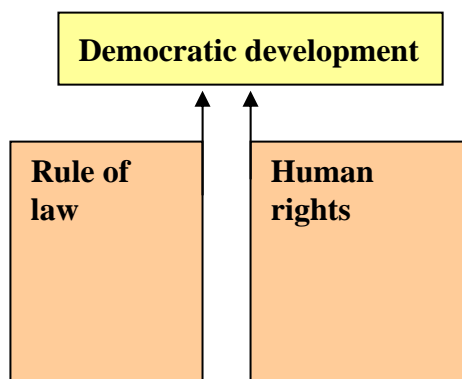 Democratic development
Rule of
law
Human
rights